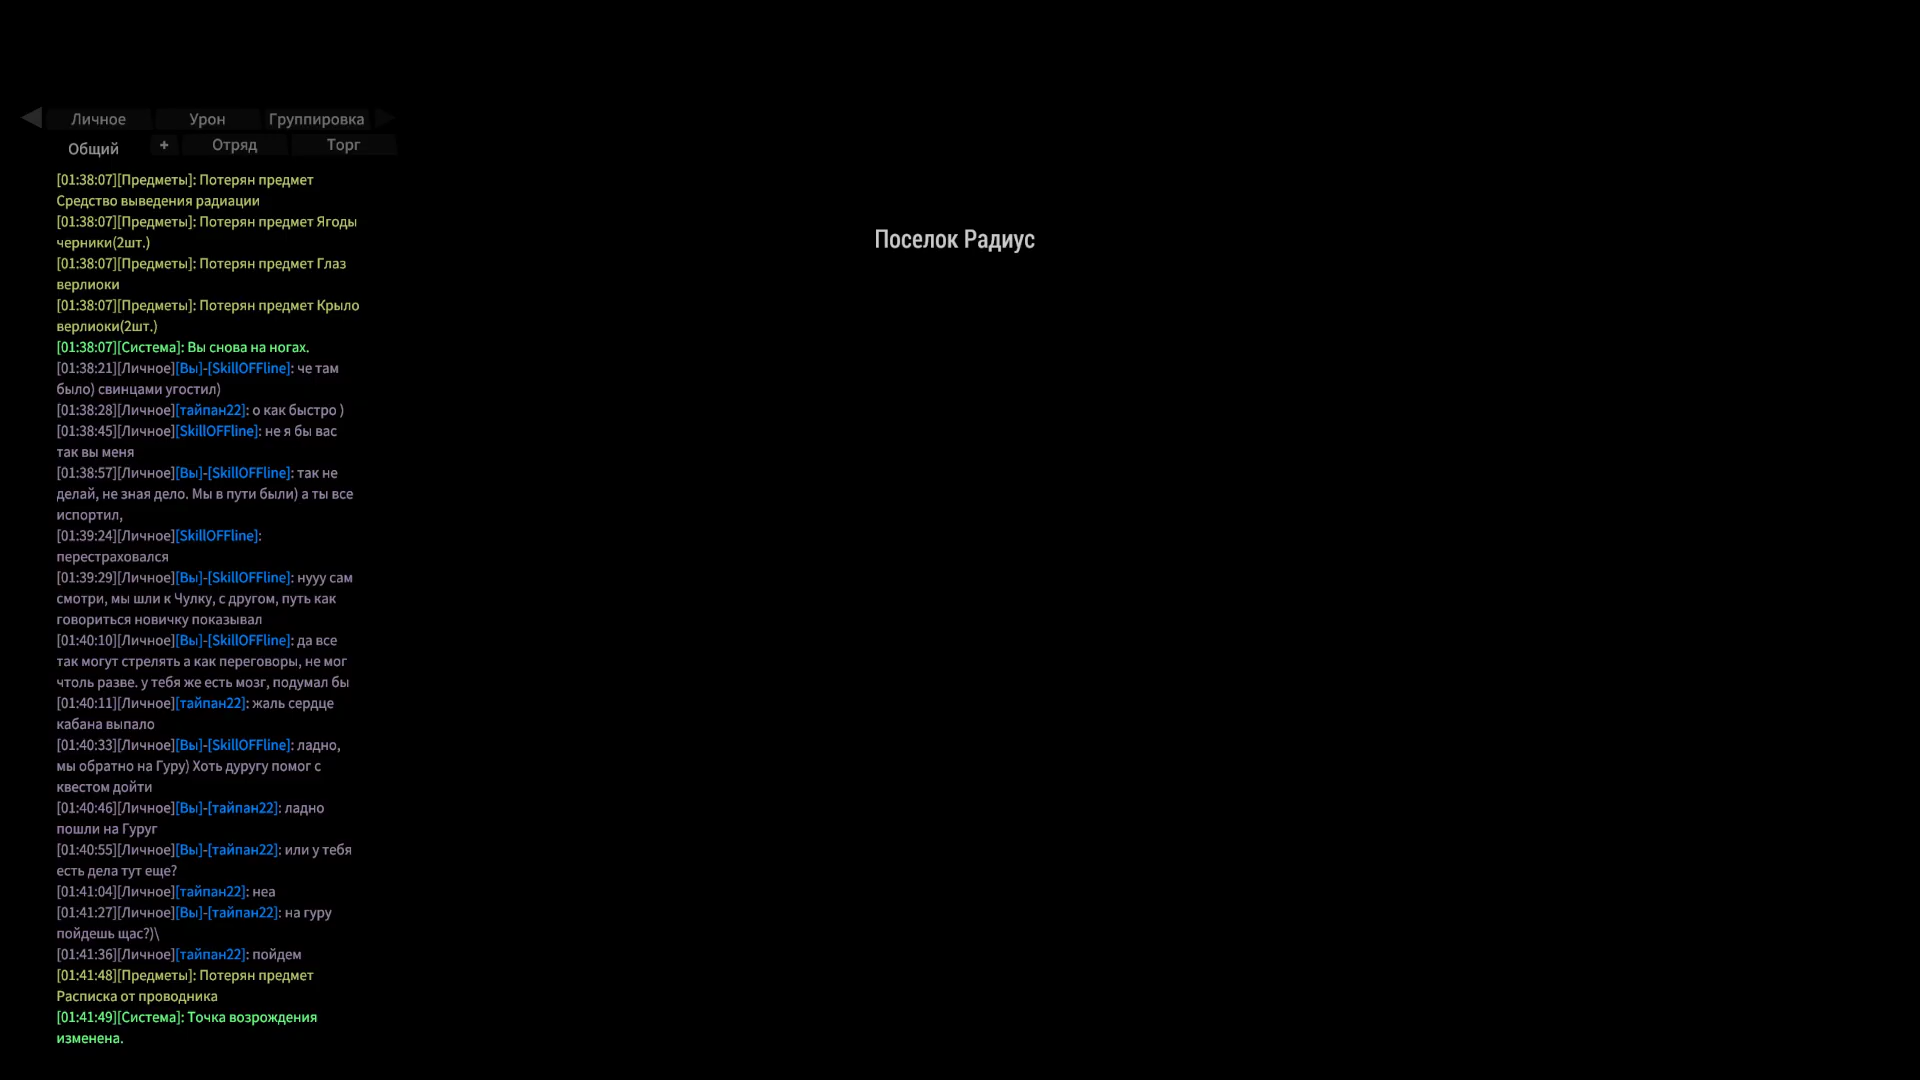 Личное
Урон
Группировка
Общий
+
Отряд
Торг
[01:38:07][Предметы]: Потерян предмет
Средство выведения радиации
[01:38:07][Предметы]: Потерян предмет Ягоды
черники(2шт.)
[01:38:07][Предметы]: Потерян предмет Глаз
верлиоки
[01:38:07][Предметы]: Потерян предмет Крыло
верлиоки(2шт.)
[01:38:07][Система]: Вы снова на ногах.
[01:38:21][Личное][Вы]-[SkillOFFline]: че там
было) свинцами угостил)
[01:38:28][Личное][тайпан22]: о как быстро )
[01:38:45][Личное][SkillOFFline]: не я бы вас
так вы меня
[01:38:57][Личное][Вы]-[SkillOFFline]: так не
делай, не зная дело. Мы в пути были) а ты все
испортил,
[01:39:24][Личное][SkillOFFline]:
перестраховался
[01:39:29][Личное][Вы]-[SkillOFFline]: нууу сам
смотри, мы шли к Чулку, с другом, путь как
говориться новичку показывал
[01:40:10][Личное][Вы]-[SkillOFFline]: да все
так могут стрелять а как переговоры, не мог
чтоль разве. у тебя же есть мозг, подумал бы
[01:40:11][Личное][тайпан22]: жаль сердце
кабана выпало
[01:40:33][Личное][Вы]-[SkillOFFline]: ладно,
мы обратно на Гуру) Хоть дуругу помог с
квестом дойти
[01:40:46][Личное][Вы]-[тайпан22]: ладно
пошли на Гуруг
[01:40:55][Личное][Вы]-[тайпан22]: или у тебя
есть дела тут еще?
[01:41:04][Личное][тайпан22]: неа
[01:41:27][Личное][Вы]-[тайпан22]: на гуру
пойдешь щас?)\
[01:41:36][Личное][тайпан22]: пойдем
[01:41:48][Предметы]: Потерян предмет
Расписка от проводника
[01:41:49][Система]: Точка возрождения
изменена.
Поселок Радиус